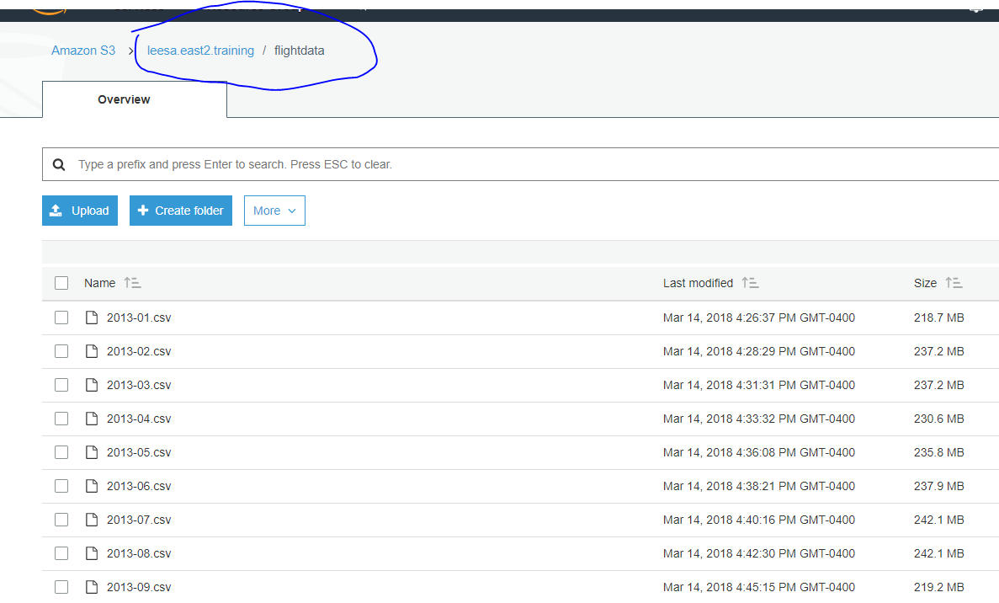 Amazon S3 > leesa.east2.training / flightdata
Overview
Type a prefix and press Enter to search. Press ESC to clear.
Upload Create folder More
Name Last modified Size
2013-01.csv Mar 14, 2018 4:26:37 PM GMT-0400 218.7 MB
2013-02.csv Mar 14, 2018 4:28:29 PM GMT-0400 237.2 MB
2013-03.csv Mar 14, 2018 4:31:31 PM GMT-0400 237.2 MB
2013-04.csv Mar 14, 2018 4:33:32 PM GMT-0400 230.6 MB
2013-05.csv Mar 14, 2018 4:36:08 PM GMT-0400 235.8 MB
2013-06.csv Mar 14, 2018 4:38:21 PM GMT-0400 237.9 MB
2013-07.csv Mar 14, 2018 4:40:16 PM GMT-0400 242.1 MB
2013-08.csv Mar 14, 2018 4:42:30 PM GMT-0400 242.1 MB
2013-09.csv Mar 14, 2018 4:45:15 PM GMT-0400 219.2 MB